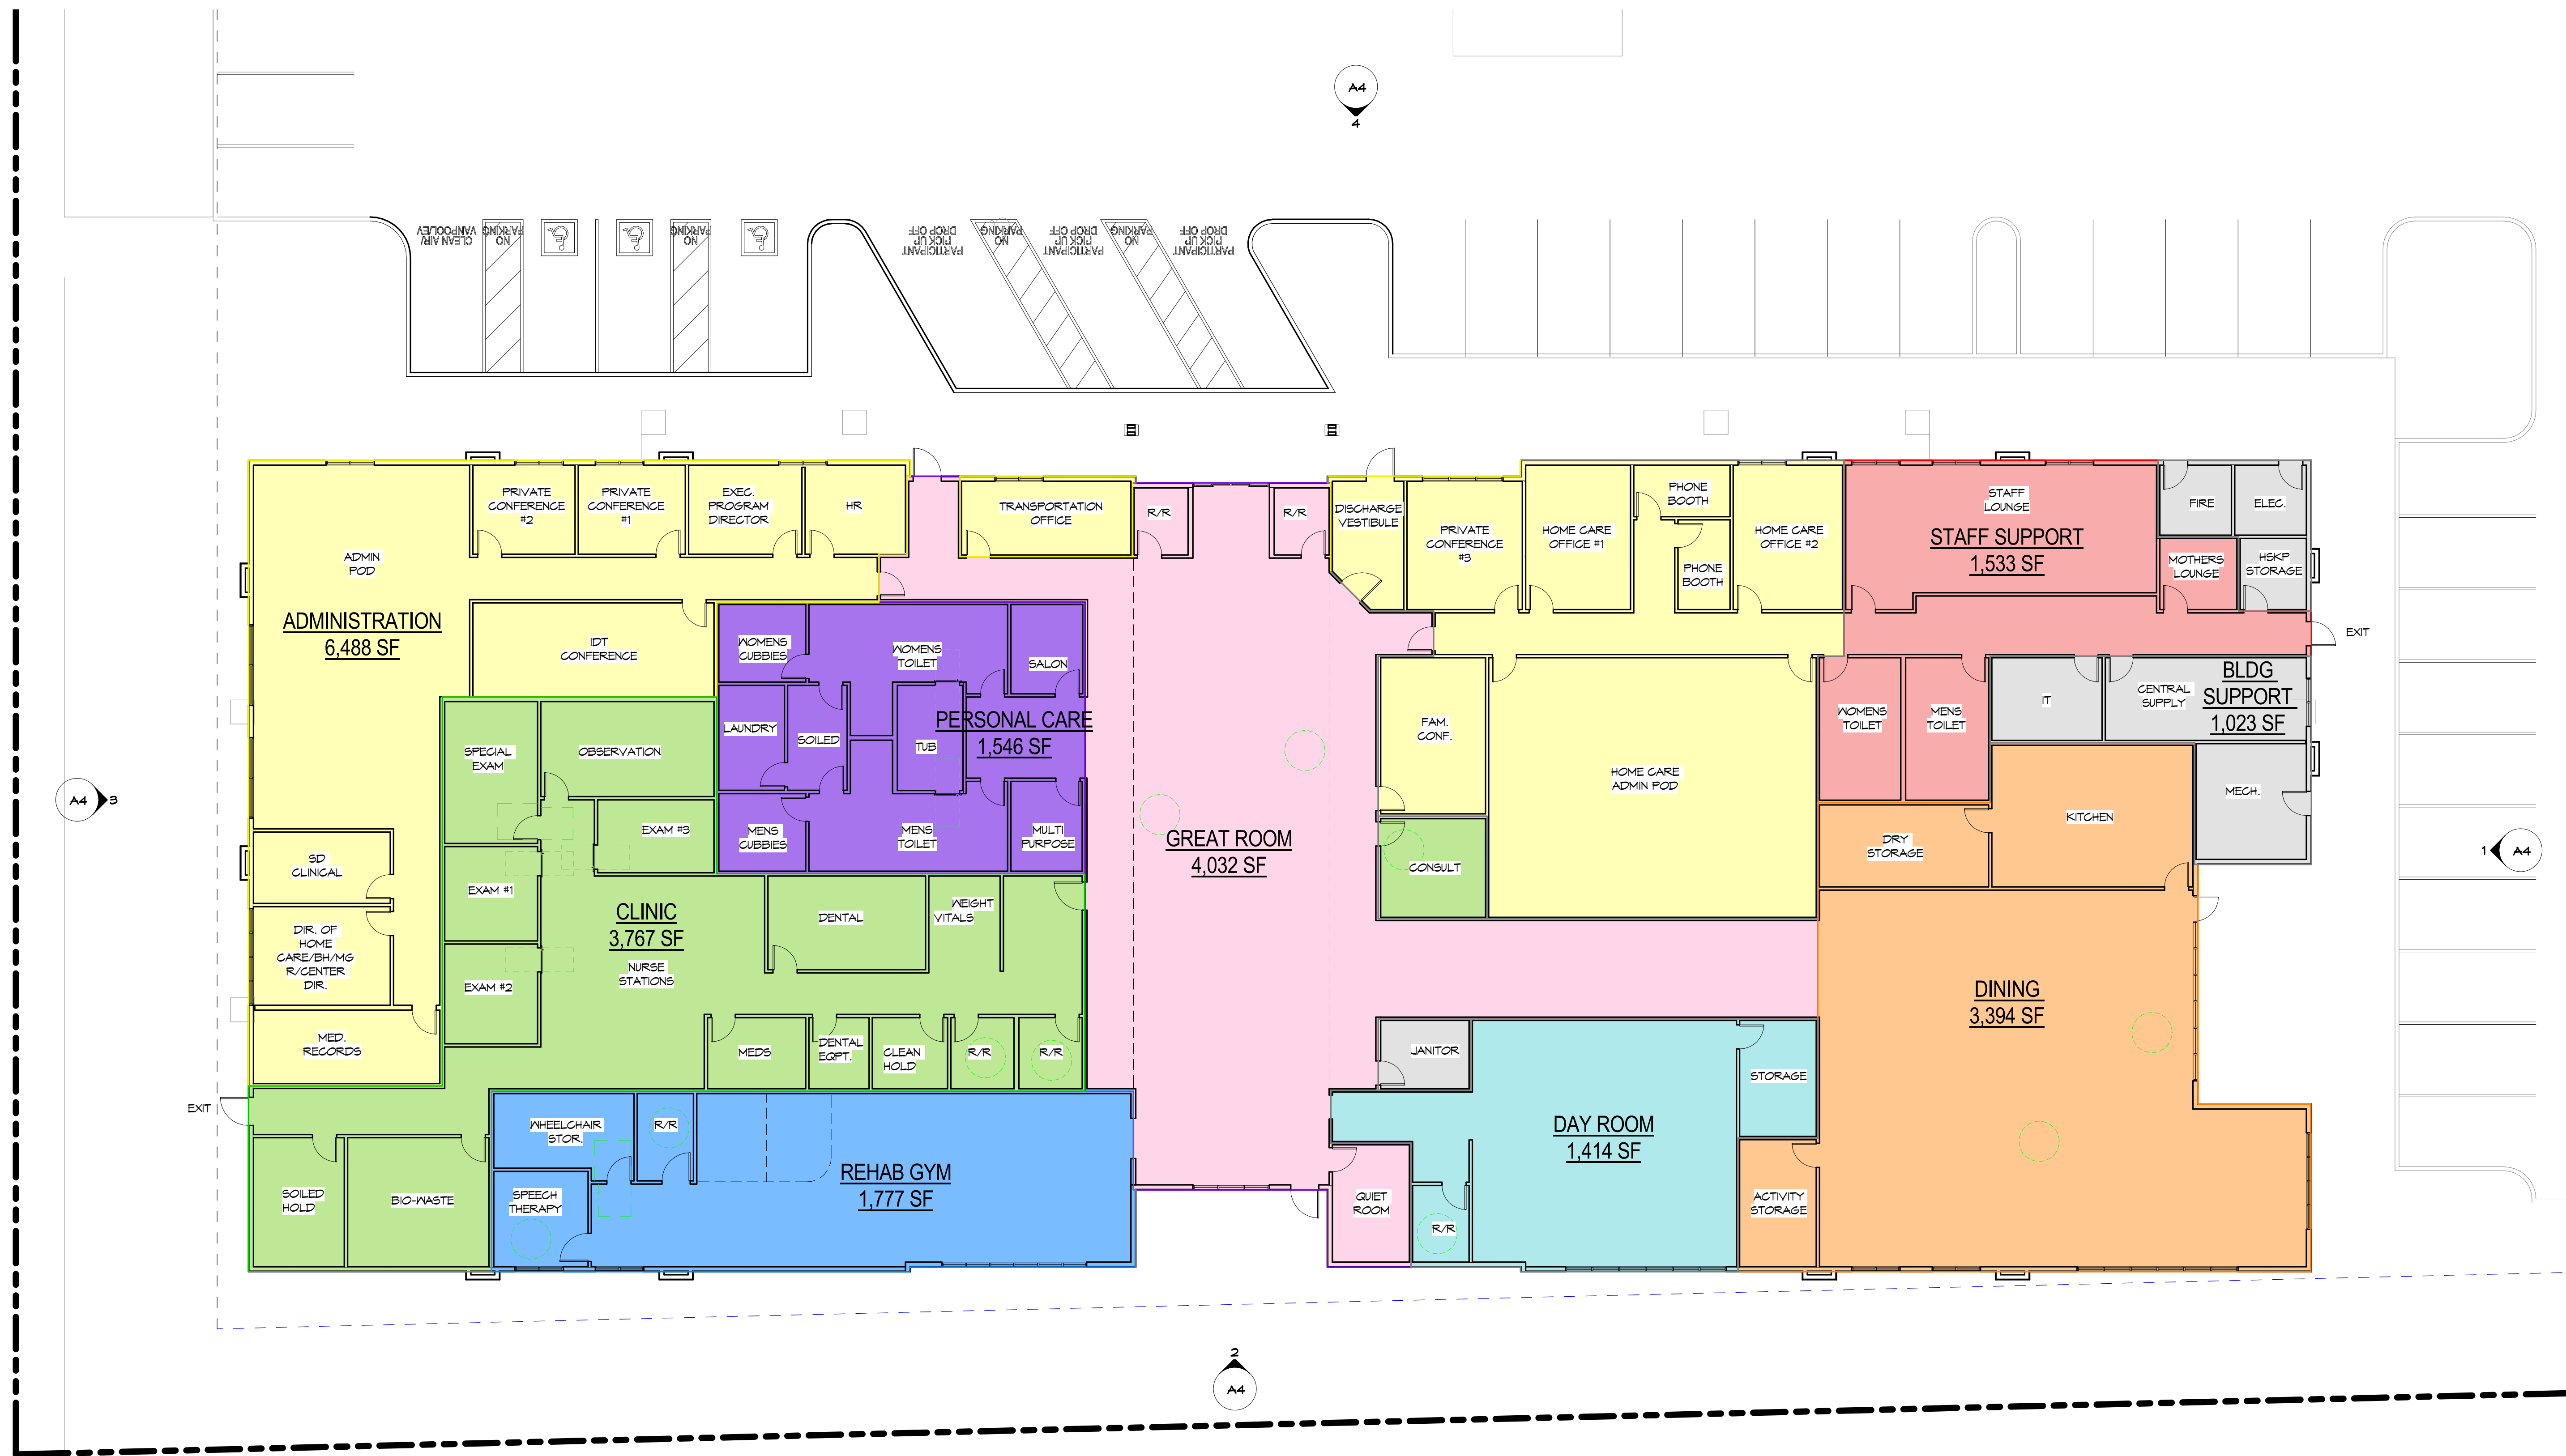 A4
4
CLEAN AIR/
VANPOOL/EV
NO
PARKING
NO
PARKING
PARTICIPANT
PICK UP
DROP OFF
NO
PARKING
PARTICIPANT
PICK UP
DROP OFF
NO
PARKING
PARTICIPANT
PICK UP
DROP OFF
PRIVATE
CONFERENCE
#2
PRIVATE
CONFERENCE
#1
EXEC.
PROGRAM
DIRECTOR
HR
TRANSPORTATION
OFFICE
R/R
R/R
DISCHARGE
VESTIBULE
PRIVATE
CONFERENCE
#3
HOME CARE
OFFICE #1
PHONE
BOOTH
PHONE
BOOTH
HOME CARE
OFFICE #2
STAFF
LOUNGE
STAFF SUPPORT
1,533 SF
FIRE
ELEC.
MOTHERS
LOUNGE
HSKP
STORAGE
EXIT
ADMIN
POD
ADMINISTRATION
6,488 SF
IDT
CONFERENCE
WOMENS
CUBBIES
WOMENS
TOILET
SALON
LAUNDRY
SOILED
TUB
PERSONAL CARE
1,546 SF
MENS
CUBBIES
MENS
TOILET
MULTI
PURPOSE
SPECIAL
EXAM
OBSERVATION
EXAM #3
EXAM #1
EXAM #2
CLINIC
3,767 SF
NURSE
STATIONS
DENTAL
WEIGHT
VITALS
MEDS
DENTAL
EQPT.
CLEAN
HOLD
R/R
R/R
SD
CLINICAL
DIR. OF
HOME
CARE/BH/MG
R/CENTER
DIR.
MED.
RECORDS
A4
3
GREAT ROOM
4,032 SF
FAM.
CONF.
CONSULT
HOME CARE
ADMIN POD
WOMENS
TOILET
MENS
TOILET
IT
CENTRAL
SUPPLY
BLDG
SUPPORT
1,023 SF
MECH.
KITCHEN
DRY
STORAGE
1
A4
DINING
3,394 SF
EXIT
SOILED
HOLD
BIO-WASTE
WHEELCHAIR
STOR.
R/R
SPEECH
THERAPY
REHAB GYM
1,777 SF
JANITOR
QUIET
ROOM
R/R
DAY ROOM
1,414 SF
STORAGE
ACTIVITY
STORAGE
2
A4